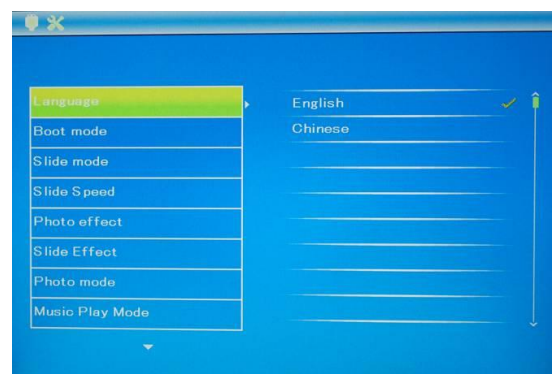 Language
Boot mode
Slide mode
Slide Speed
Photo effect
Slide Effect
Photo mode
Music Play Mode
English
Chinese